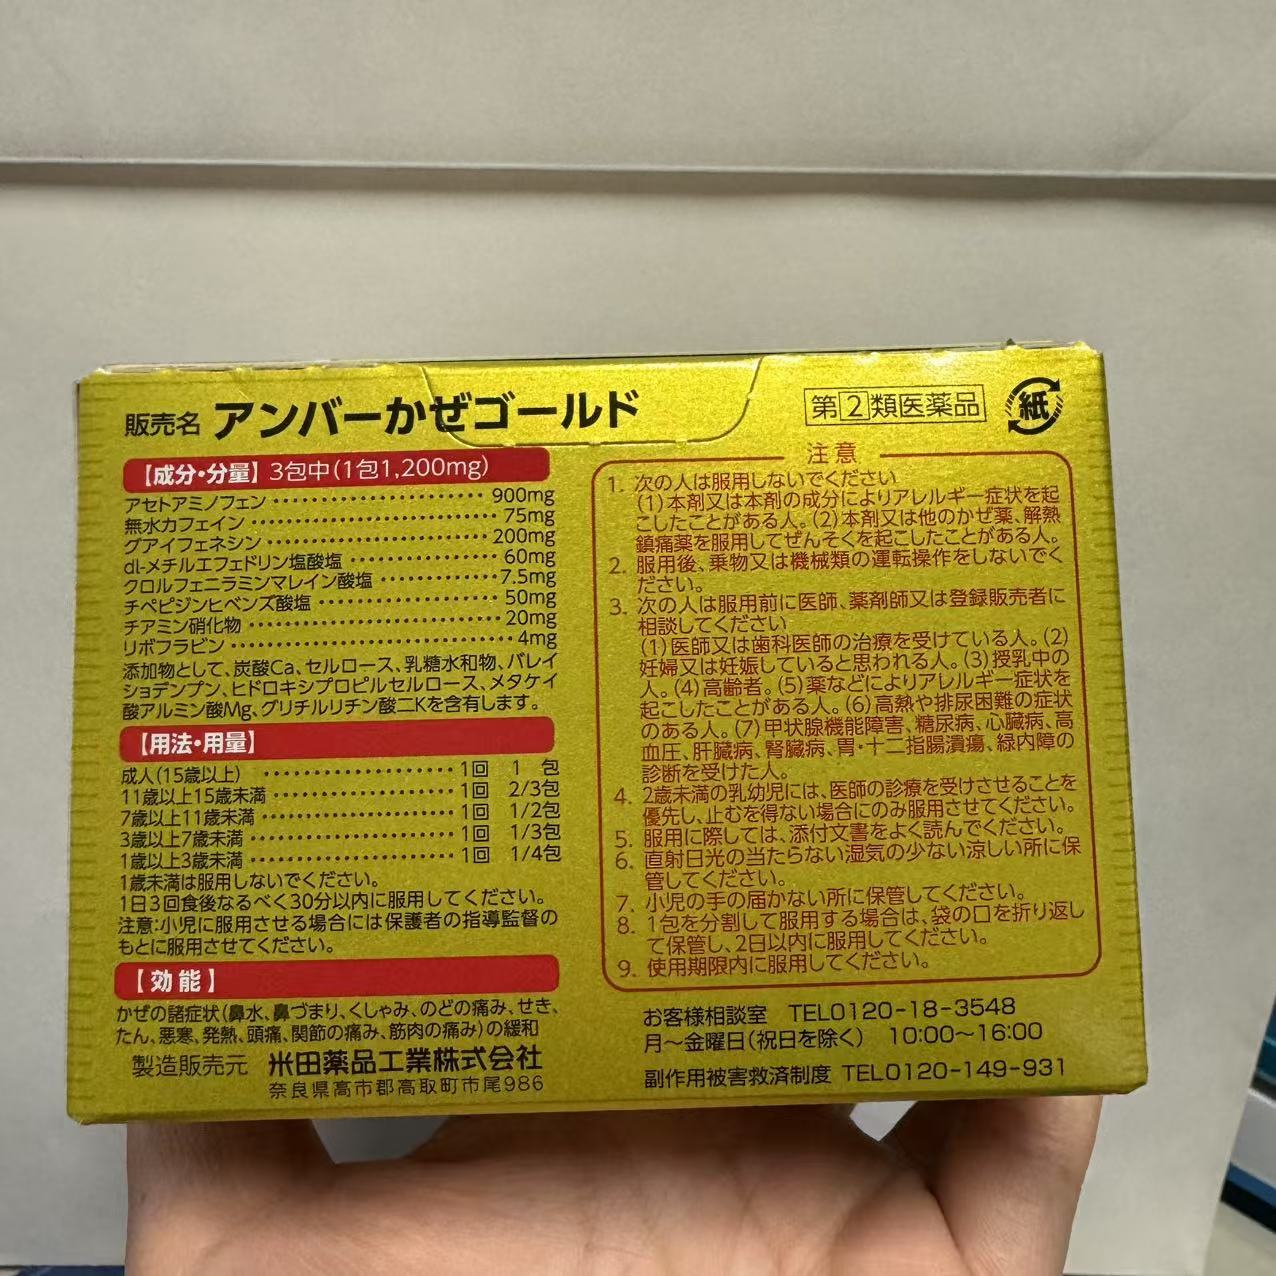 販売名 アンバーかぜゴールド
第②類医薬品
紙
【成分・分量】3包中(1包1,200mg)
アセトアミノフェン 900mg
無水カフェイン 75mg
グアイフェネシン 200mg
dl-メチルエフェドリン塩酸塩 60mg
クロルフェニラミンマレイン酸塩 7.5mg
チペピジンヒベンズ酸塩 50mg
チアミン硝化物 20mg
リボフラビン 4mg
添加物として、炭酸Ca、セルロース、乳糖水和物、バレイ
ショデンプン、ヒドロキシプロピルセルロース、メタケイ
酸アルミン酸Mg、グリチルリチン酸二Kを含有します。
【用法・用量】
成人(15歳以上) 1回 1 包
11歳以上15歳未満 1回 2/3包
7歳以上11歳未満 1回 1/2包
3歳以上7歳未満 1回 1/3包
1歳以上3歳未満 1回 1/4包
1歳未満は服用しないでください。
1日3回食後なるべく30分以内に服用してください。
注意:小児に服用させる場合には保護者の指導監督の
もとに服用させてください。
【効能】
かぜの諸症状(鼻水、鼻づまり、くしゃみ、のどの痛み、せき、
たん、悪寒、発熱、頭痛、関節の痛み、筋肉の痛み)の緩和
製造販売元 米田薬品工業株式会社
奈良県高市郡高取町市尾986
注意
1. 次の人は服用しないでください
(1)本剤又は本剤の成分によりアレルギー症状を起
こしたことがある人。(2)本剤又は他のかぜ薬、解熱
鎮痛薬を服用してぜんそくを起こしたことがある人。
2. 服用後、乗物又は機械類の運転操作をしないでく
ださい。
3. 次の人は服用前に医師、薬剤師又は登録販売者に
相談してください
(1)医師又は歯科医師の治療を受けている人。(2)
妊婦又は妊娠していると思われる人。(3)授乳中の
人。(4)高齢者。(5)薬などによりアレルギー症状を
起こしたことがある人。(6)高熱や排尿困難の症状
のある人。(7)甲状腺機能障害、糖尿病、心臓病、高
血圧、肝臓病、腎臓病、胃・十二指腸潰瘍、緑内障の
診断を受けた人。
4. 2歳未満の乳幼児には、医師の診療を受けさせることを
優先し、止むを得ない場合にのみ服用させてください。
5. 服用に際しては、添付文書をよく読んでください。
6. 直射日光の当たらない湿気の少ない涼しい所に保
管してください。
7. 小児の手の届かない所に保管してください。
8. 1包を分割して服用する場合は、袋の口を折り返し
て保管し、2日以内に服用してください。
9. 使用期限内に服用してください。
お客様相談室 TEL0120-18-3548
月～金曜日(祝日を除く) 10:00～16:00
副作用被害救済制度 TEL0120-149-931